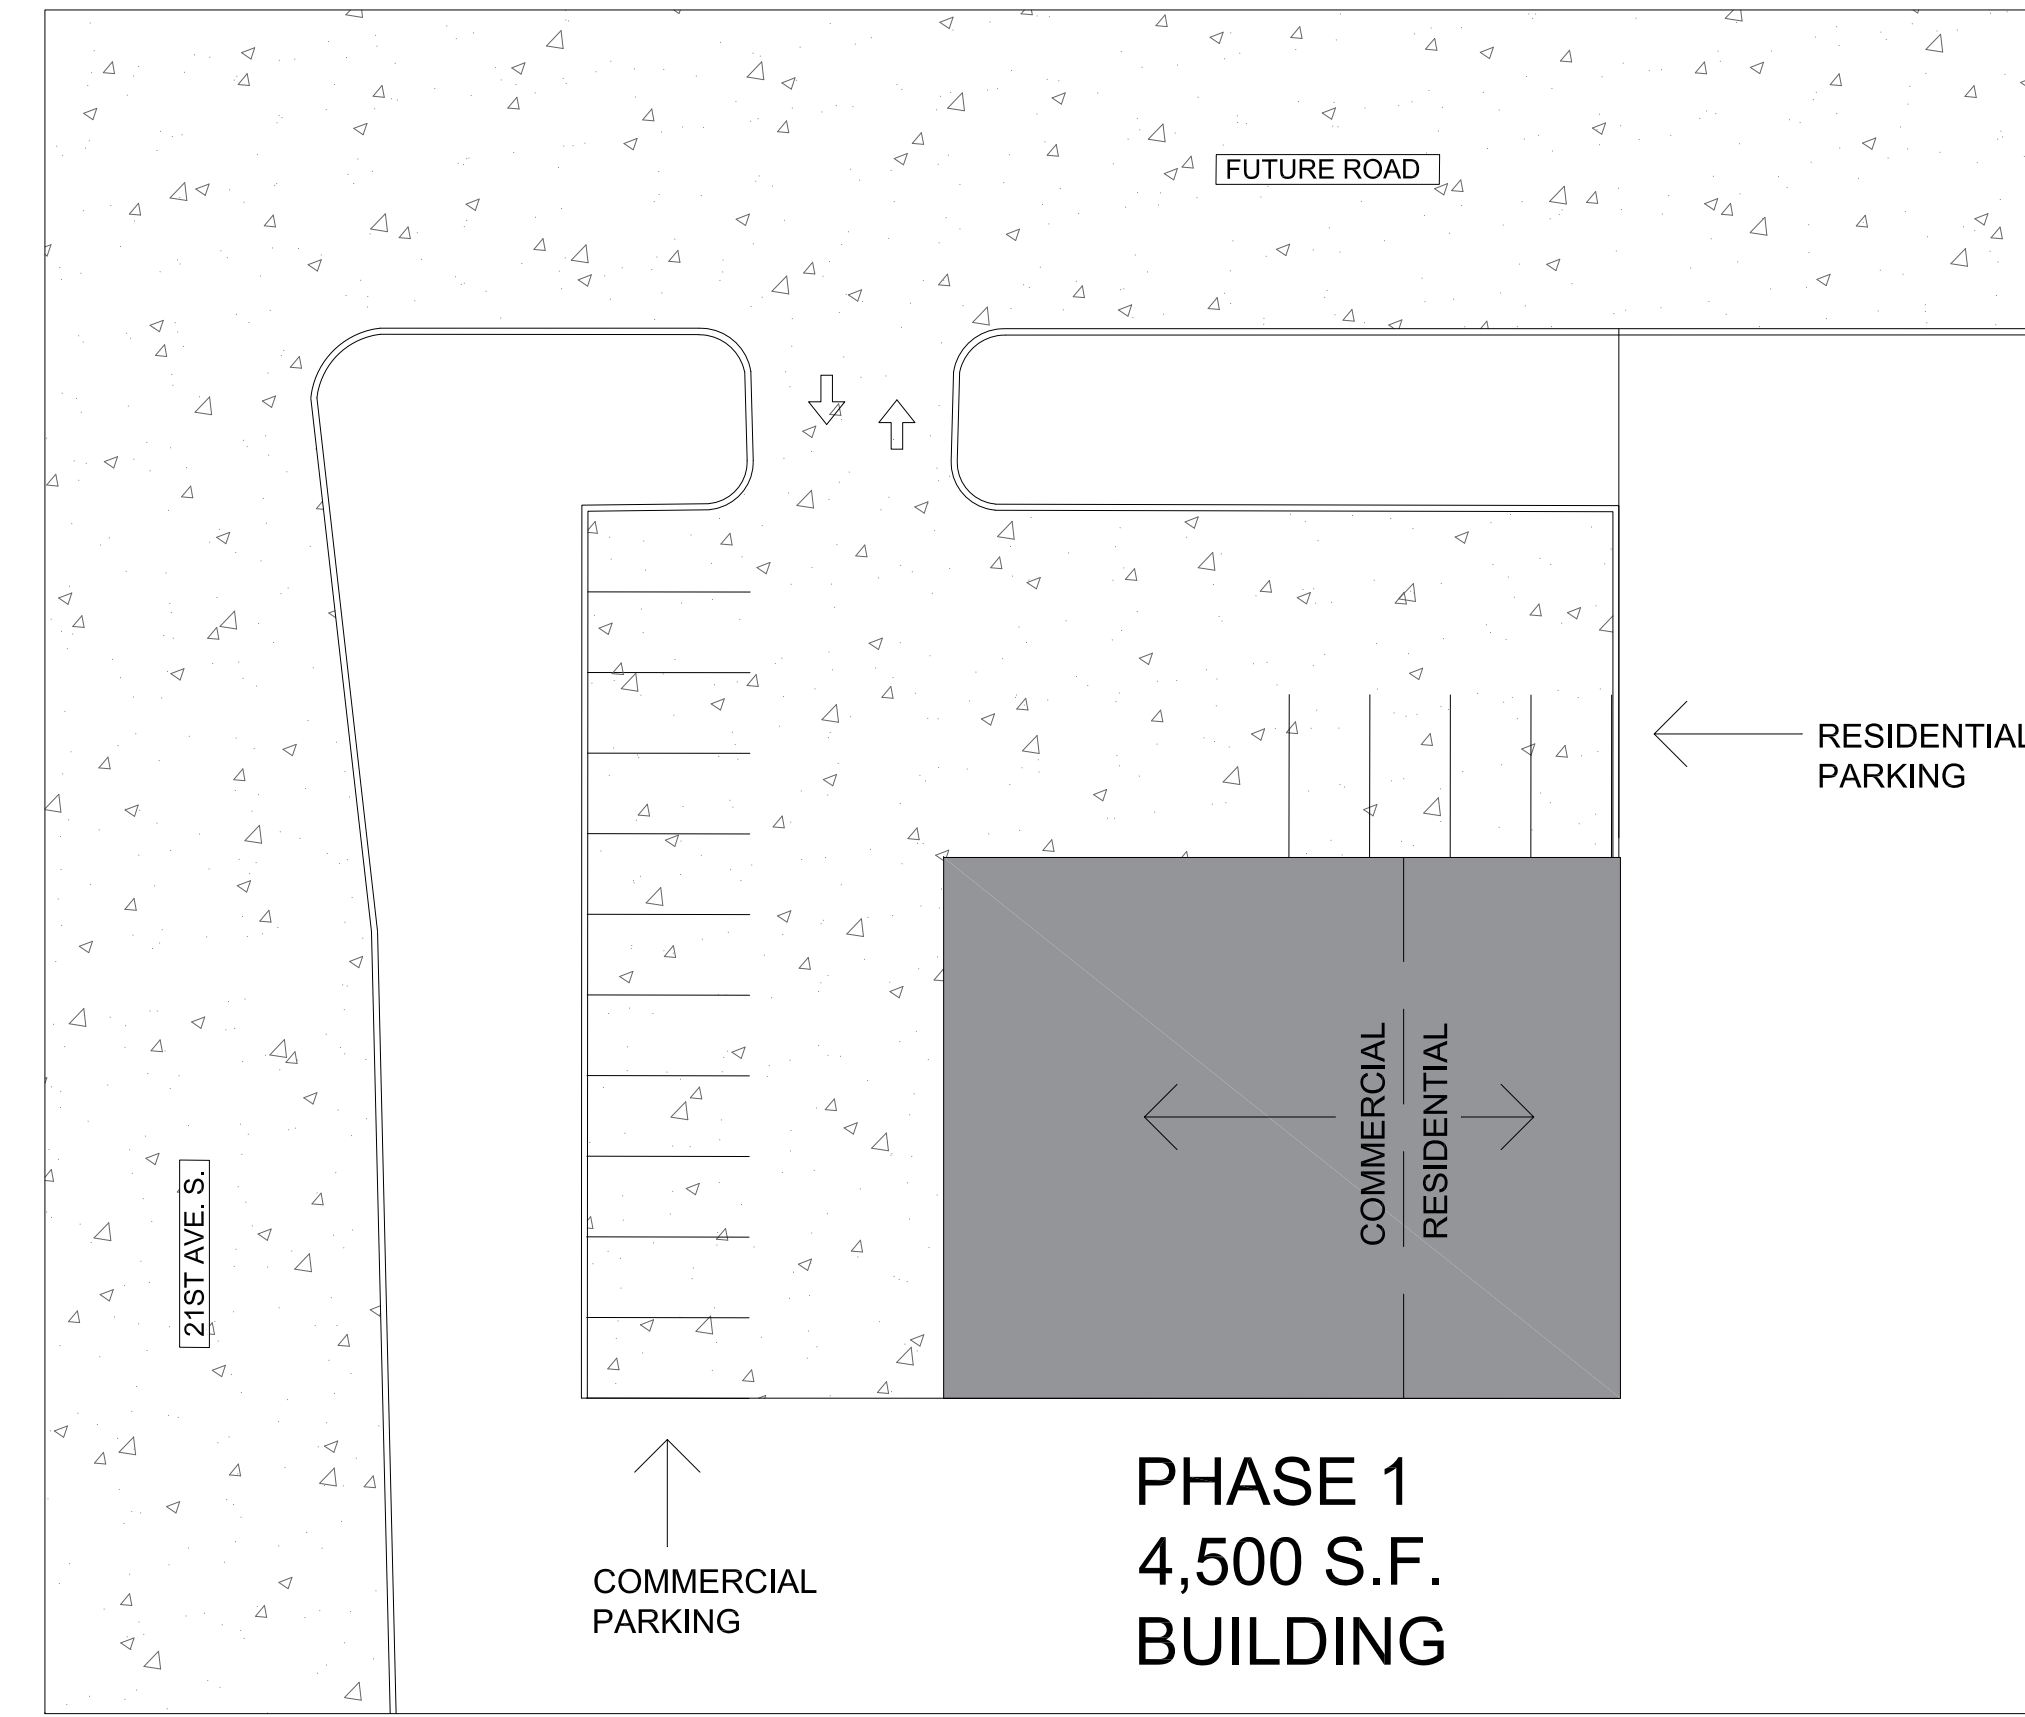 FUTURE ROAD
RESIDENTIAL
PARKING
COMMERCIAL
RESIDENTIAL
21ST AVE. S.
COMMERCIAL
PARKING
PHASE 1
4,500 S.F.
BUILDING